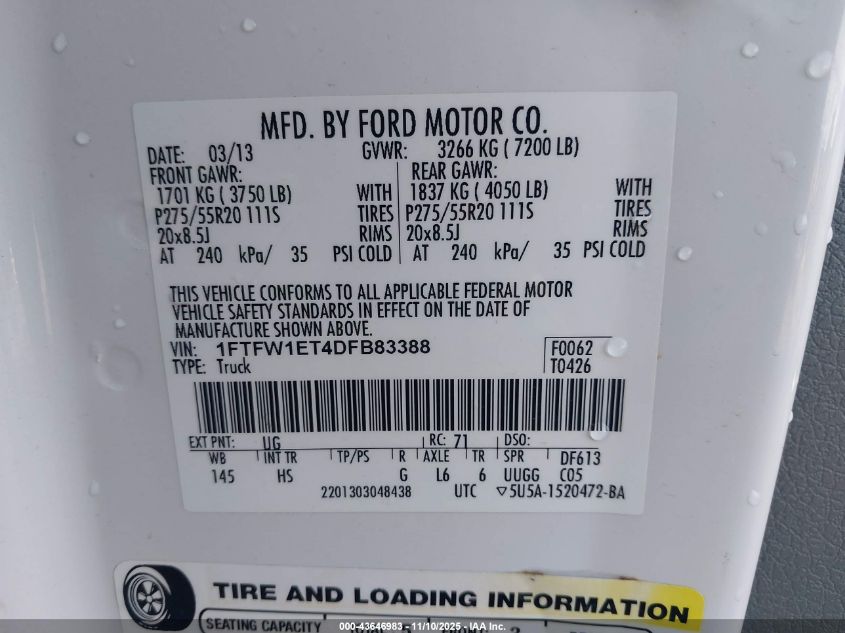 MFD. BY FORD MOTOR CO.
DATE: 03/13 GVWR: 3266 KG ( 7200 LB)
FRONT GAWR: REAR GAWR:
1701 KG ( 3750 LB) WITH 1837 KG ( 4050 LB) WITH
P275/55R20 111S TIRES P275/55R20 111S TIRES
20x8.5J RIMS 20x8.5J RIMS
AT 240 kPa/ 35 PSI COLD AT 240 kPa/ 35 PSI COLD
THIS VEHICLE CONFORMS TO ALL APPLICABLE FEDERAL MOTOR
VEHICLE SAFETY STANDARDS IN EFFECT ON THE DATE OF
MANUFACTURE SHOWN ABOVE.
VIN: 1FTFW1ET4DFB83388 F0062
TYPE: Truck T0426
EXT PNT: UG RC: 71 DSO:
WB INT TR TP/PS R AXLE TR SPR DF613
145 HS G L6 6 UUGG C05
2201303048438 UTC ▽5U5A-1520472-BA
TIRE AND LOADING INFORMATION
SEATING CAPACITY
000-43646983 - 11/10/2025 - IAA Inc.